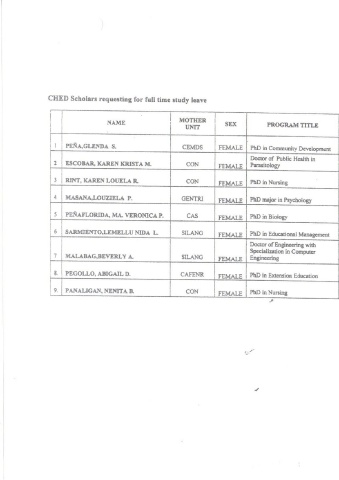 CHED Scholars requesting for full time study leave
NAME MOTHER UNIT SEX PROGRAM TITLE
1 PEÑA,GLENDA S. CEMDS FEMALE PhD in Community Development
2 ESCOBAR, KAREN KRISTA M. CON FEMALE Doctor of Public Health in Parasitology
3 RINT, KAREN LOUELA R. CON FEMALE PhD in Nursing
4 MASANA,LOUZIELA P. GENTRI FEMALE PhD major in Psychology
5 PEÑAFLORIDA, MA. VERONICA P. CAS FEMALE PhD in Biology
6 SARMIENTO,LEMELLU NIDA L. SILANG FEMALE PhD in Educational Management
7 MALABAG,BEVERLY A. SILANG FEMALE Doctor of Engineering with Specialization in Computer Engineering
8 PEGOLLO, ABIGAIL D. CAFENR FEMALE PhD in Extension Education
9. PANALIGAN, NENITA B. CON FEMALE PhD in Nursing